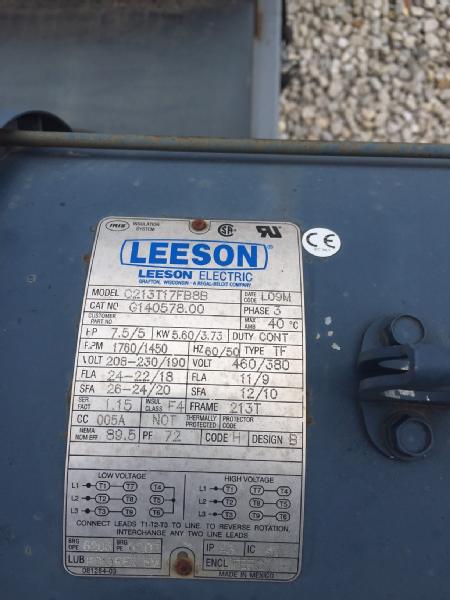 IRIS INSULATION SYSTEM
LEESON
LEESON ELECTRIC
GRAFTON, WISCONSIN - A REGAL-BELOIT COMPANY
MODEL C213T17FB8B DATE CODE L09M
CAT NO G140578.00 PHASE 3
CUSTOMER PART NO MAX AMB 40 °C
HP 7.5/5 KW 5.60/3.73 DUTY CONT
RPM 1760/1450 HZ 60/50 TYPE TF
VOLT 208-230/190 VOLT 460/380
FLA 24-22/18 FLA 11/9
SFA 26-24/20 SFA 12/10
SER. FACT 1.15 INSUL CLASS F4 FRAME 213T
CC 005A NOT THERMALLY PROTECTED PROTECTOR CODE
NEMA NOM EFF 89.5 PF 72 CODE H DESIGN B
LOW VOLTAGE HIGH VOLTAGE
L1 T1 T7 T4 L1 T1 T4 T7
L2 T2 T8 T5 L2 T2 T5 T8
L3 T3 T9 T6 L3 T3 T6 T9
CONNECT LEADS T1-T2-T3 TO LINE TO REVERSE ROTATION,
INTERCHANGE ANY TWO LINE LEADS
BRG OPE BRG PE IP IC
LUB ENCL
081284-03 MADE IN MEXICO
CE